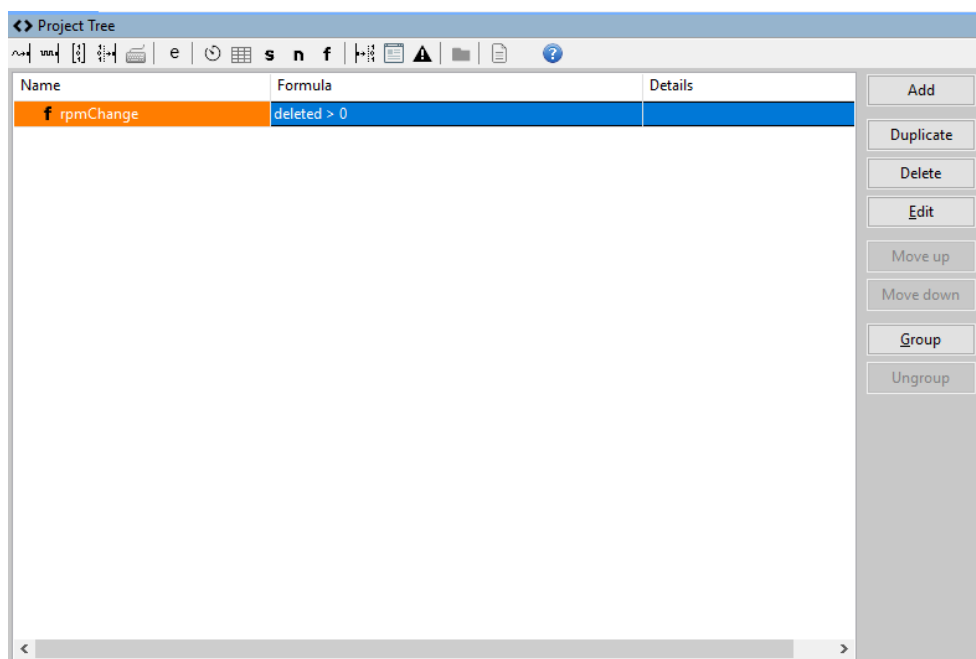 Project Tree
e s n f
Name Formula Details
f rpmChange deleted > 0
Add
Duplicate
Delete
Edit
Move up
Move down
Group
Ungroup